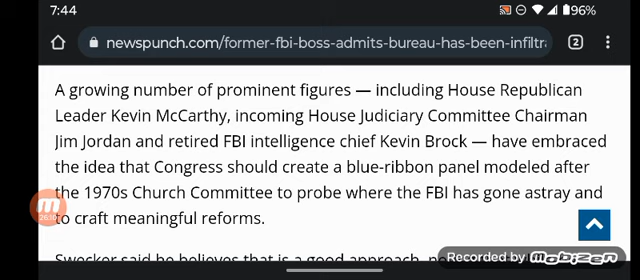 7:44
96%
newspunch.com/former-fbi-boss-admits-bureau-has-been-infiltra
2
A growing number of prominent figures — including House Republican
Leader Kevin McCarthy, incoming House Judiciary Committee Chairman
Jim Jordan and retired FBI intelligence chief Kevin Brock — have embraced
the idea that Congress should create a blue-ribbon panel modeled after
the 1970s Church Committee to probe where the FBI has gone astray and
to craft meaningful reforms.
26:10
Swecker said he believes that is a good approach,
Recorded by mobizen